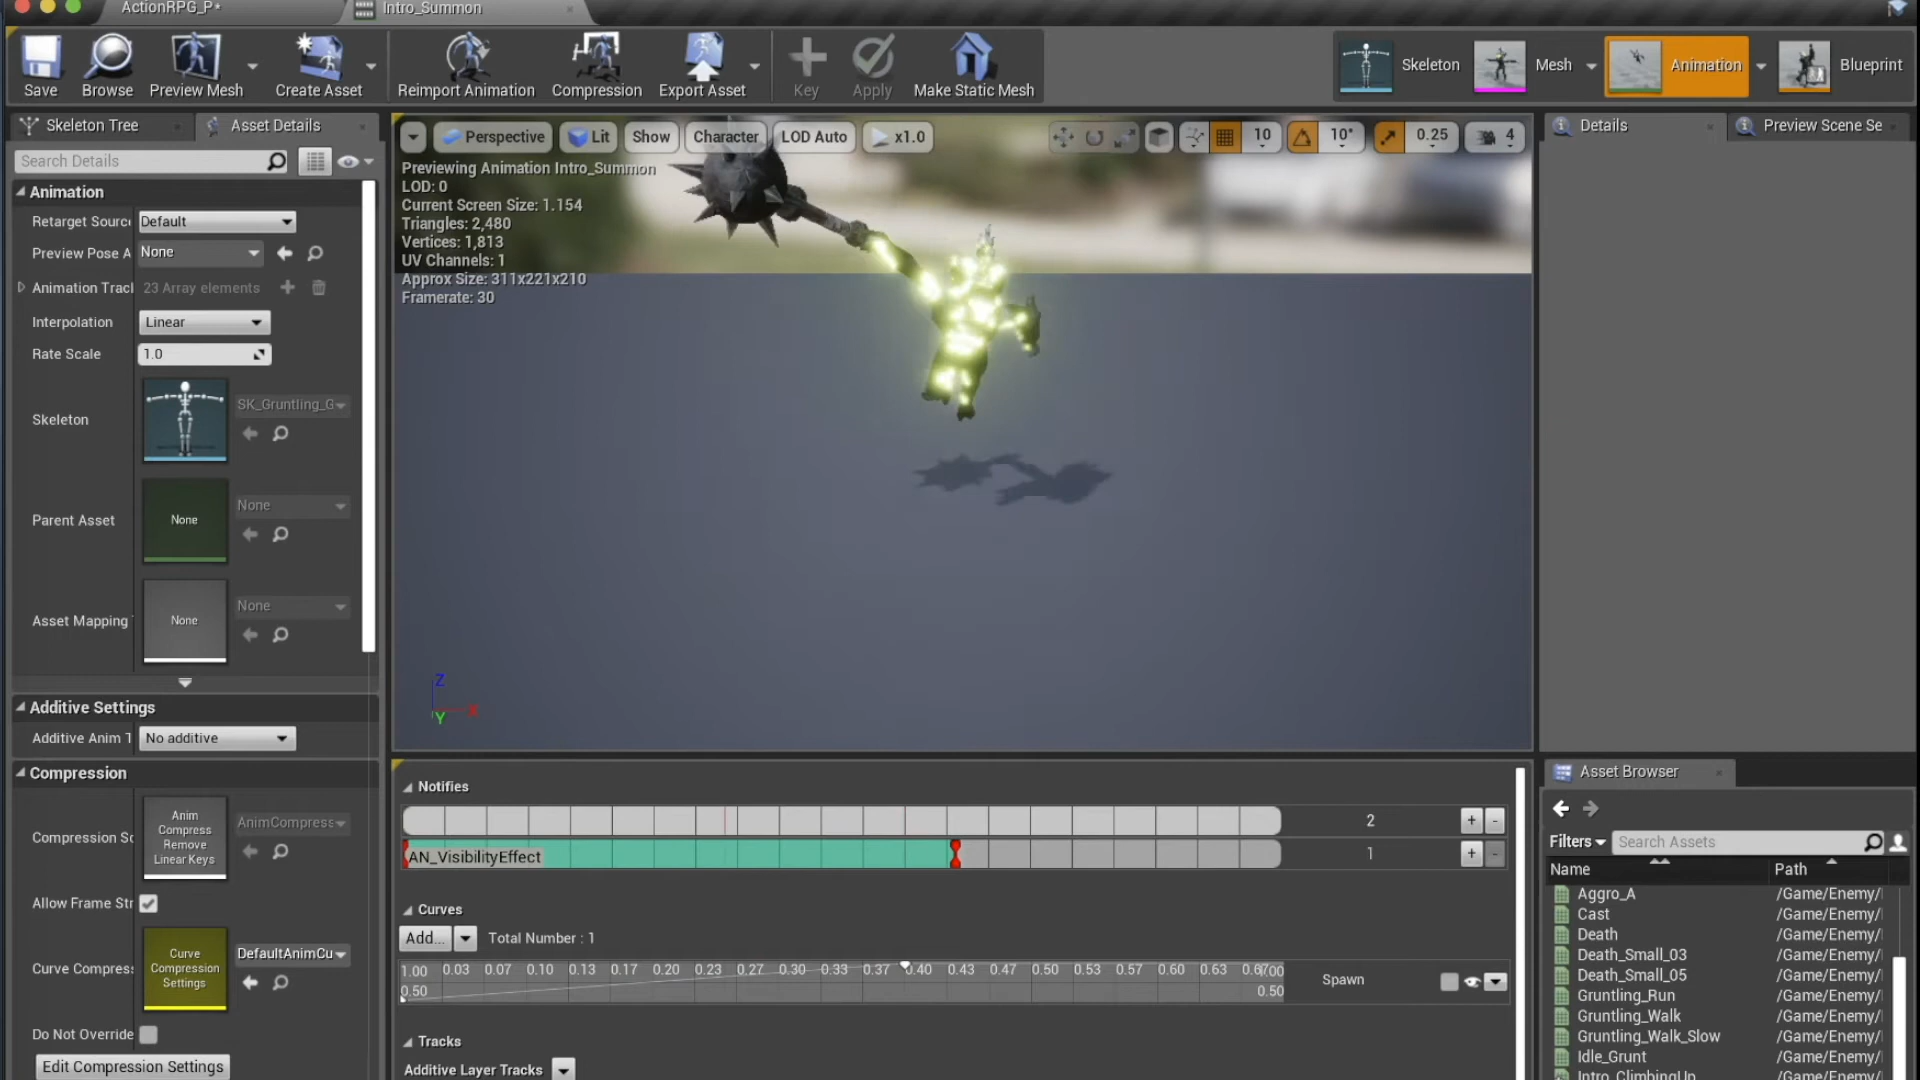 ActionRPG_P*
Intro_Summon
Save
Browse
Preview Mesh
Create Asset
Reimport Animation
Compression
Export Asset
Key
Apply
Make Static Mesh
Skeleton
Mesh
Animation
Blueprint
Skeleton Tree
Asset Details
Search Details
Animation
Retarget Sourc
Default
Preview Pose A
None
Animation Tracl
23 Array elements
Interpolation
Linear
Rate Scale
1.0
Skeleton
SK_Gruntling_G
Parent Asset
None
None
Asset Mapping
None
None
Additive Settings
Additive Anim T
No additive
Compression
Compression Sc
Anim
Compress
Remove
Linear Keys
AnimCompress
Allow Frame Str
Curve Compres
Curve
Compression
Settings
DefaultAnimCu
Do Not Override
Edit Compression Settings
Perspective
Lit
Show
Character
LOD Auto
x1.0
10
10°
0.25
4
Previewing Animation Intro_Summon
LOD: 0
Current Screen Size: 1.154
Triangles: 2,480
Vertices: 1,813
UV Channels: 1
Approx Size: 311x221x210
Framerate: 30
Z
X
Y
Notifies
2
+
-
AN_VisibilityEffect
1
+
-
Curves
Add...
Total Number : 1
1.00 0.03 0.07 0.10 0.13 0.17 0.20 0.23 0.27 0.30 0.33 0.37 0.40 0.43 0.47 0.50 0.53 0.57 0.60 0.63
0.50
0.50
Spawn
Tracks
Additive Layer Tracks
Details
Preview Scene Se
Asset Browser
Filters
Search Assets
Name
Path
Aggro_A /Game/Enemy/
Cast /Game/Enemy/
Death /Game/Enemy/
Death_Small_03 /Game/Enemy/
Death_Small_05 /Game/Enemy/
Gruntling_Run /Game/Enemy/
Gruntling_Walk /Game/Enemy/
Gruntling_Walk_Slow /Game/Enemy/
Idle_Grunt /Game/Enemy/
Intro_ClimbingUp /Game/Enemy/